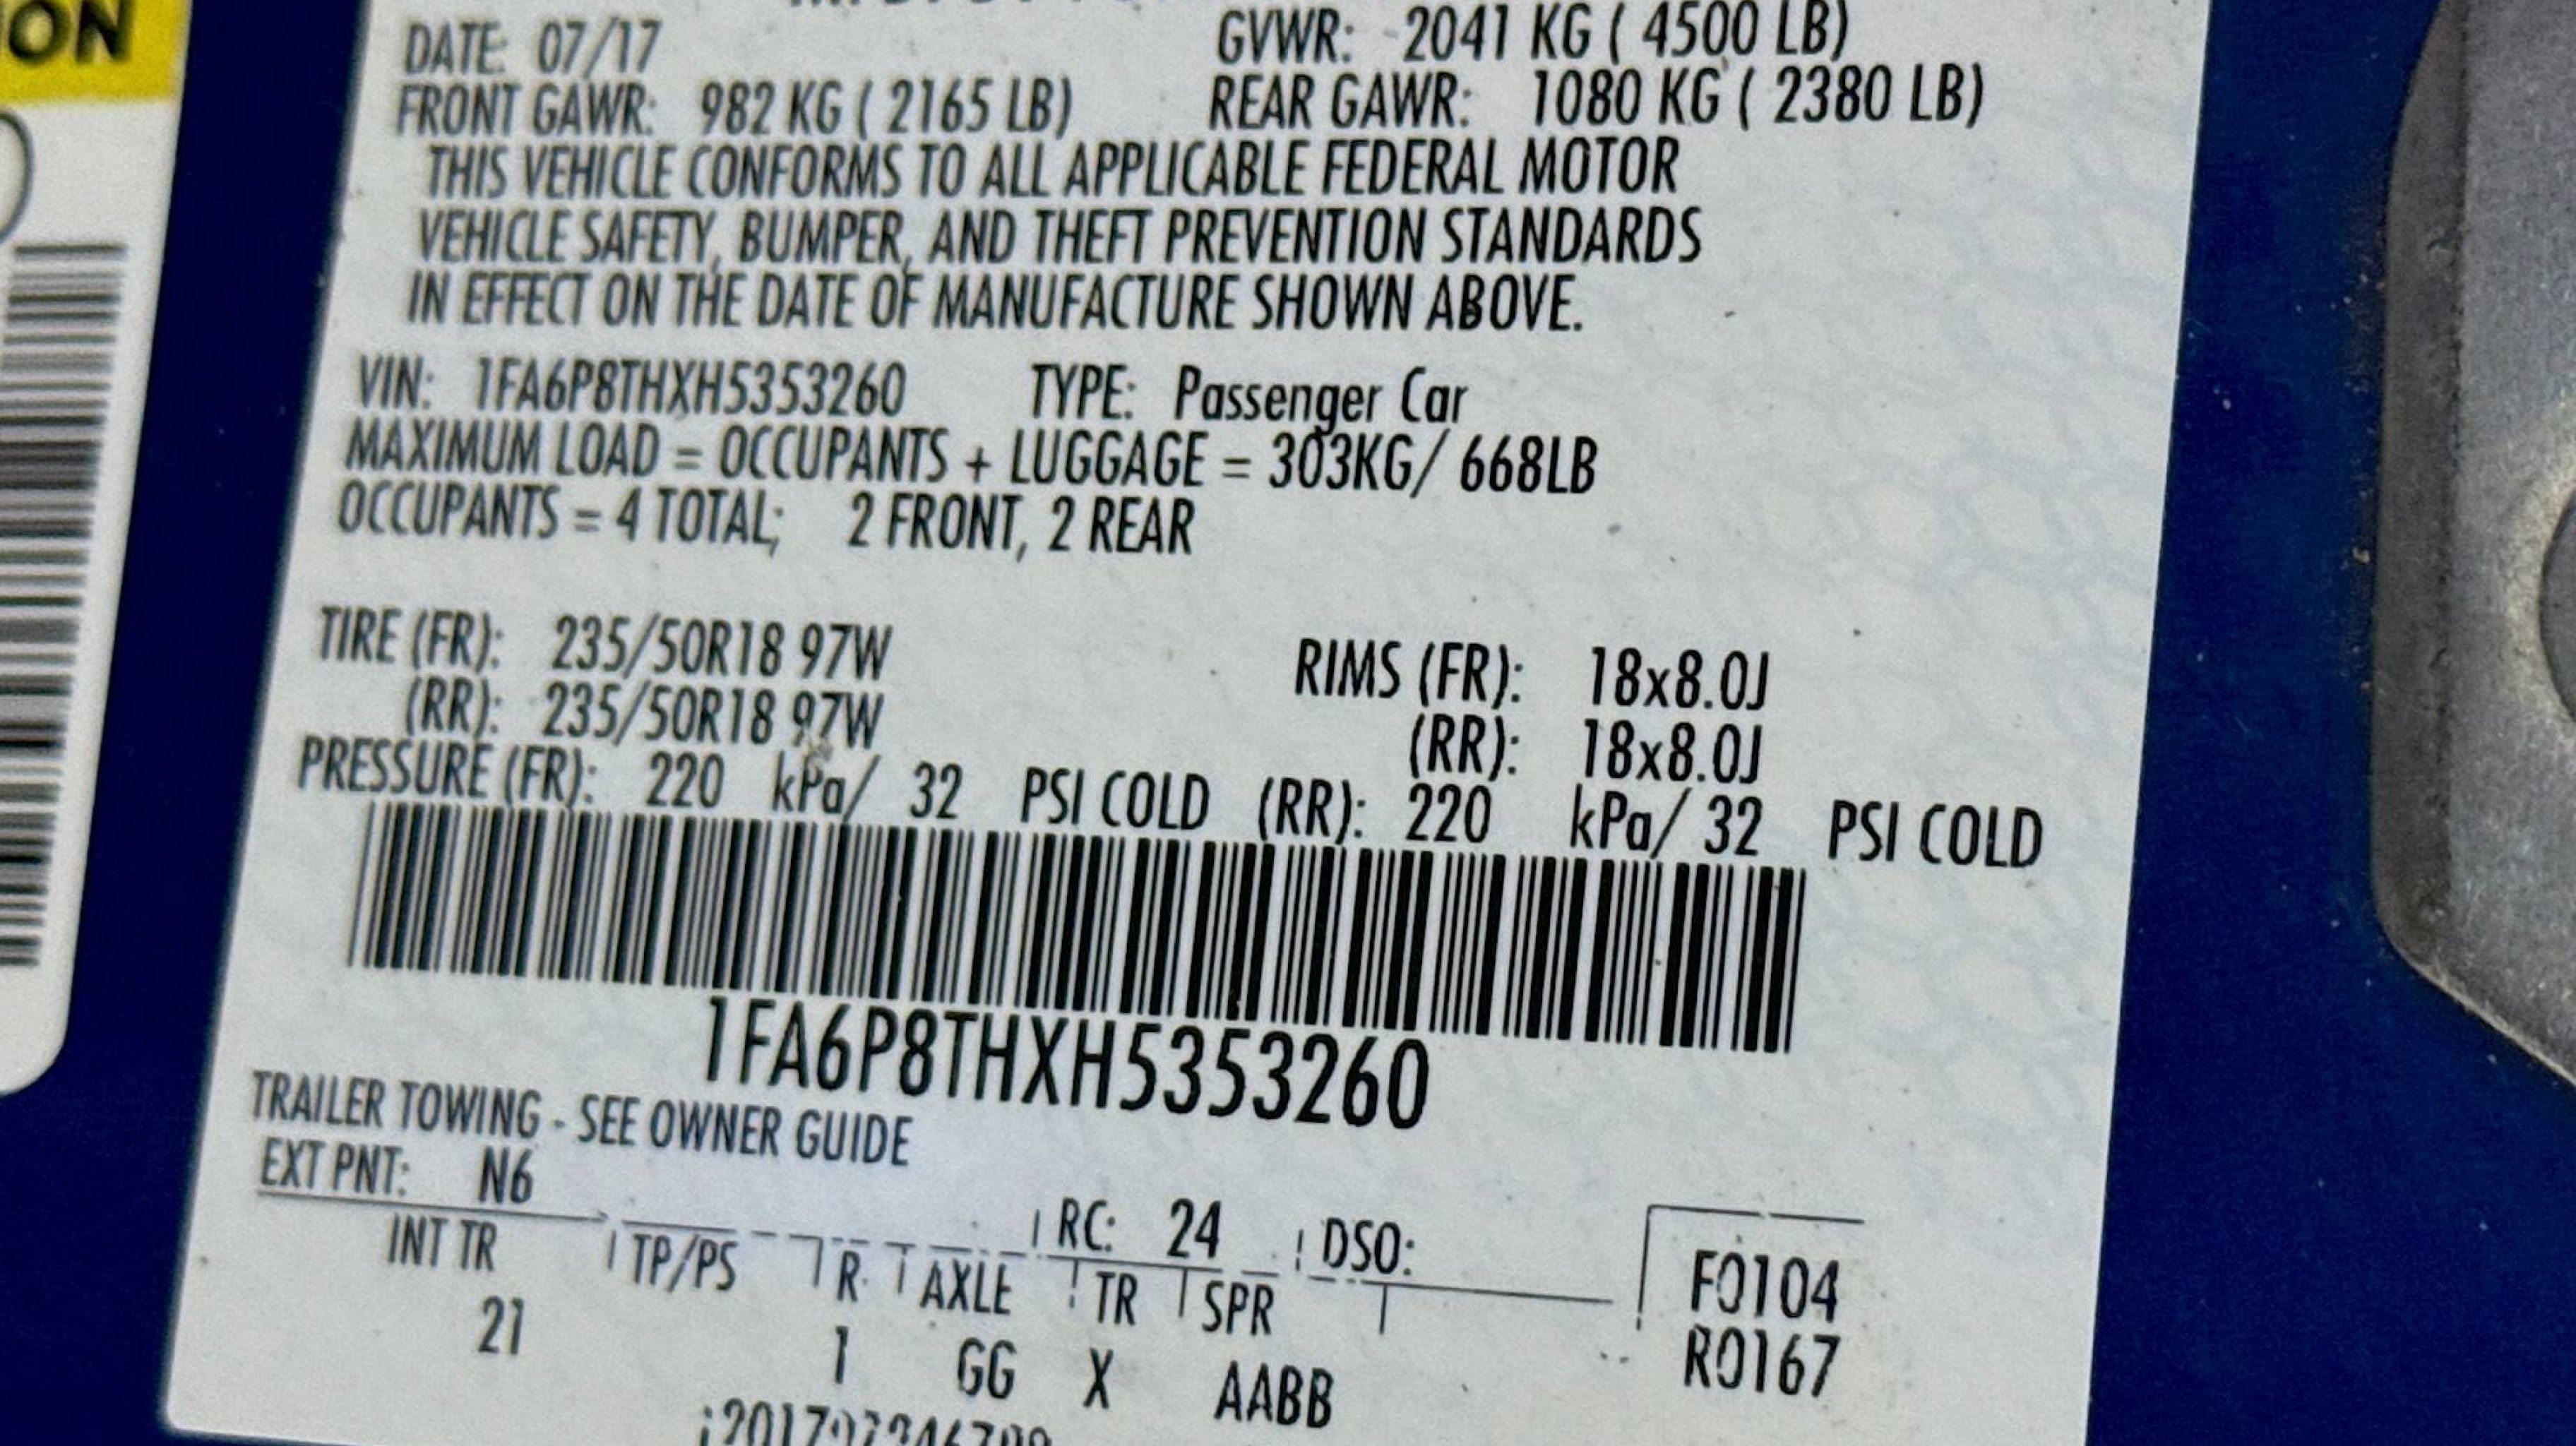 ON
DATE: 07/17 GVWR: 2041 KG ( 4500 LB)
FRONT GAWR: 982 KG ( 2165 LB) REAR GAWR: 1080 KG ( 2380 LB)
THIS VEHICLE CONFORMS TO ALL APPLICABLE FEDERAL MOTOR
VEHICLE SAFETY, BUMPER, AND THEFT PREVENTION STANDARDS
IN EFFECT ON THE DATE OF MANUFACTURE SHOWN ABOVE.
VIN: 1FA6P8THXH5353260 TYPE: Passenger Car
MAXIMUM LOAD = OCCUPANTS + LUGGAGE = 303KG/ 668LB
OCCUPANTS = 4 TOTAL; 2 FRONT, 2 REAR
TIRE (FR): 235/50R18 97W RIMS (FR): 18x8.0J
(RR): 235/50R18 97W (RR): 18x8.0J
PRESSURE (FR): 220 kPa/ 32 PSI COLD (RR): 220 kPa/ 32 PSI COLD
1FA6P8THXH5353260
TRAILER TOWING - SEE OWNER GUIDE
EXT PNT: N6 RC: 24 DSO:
INT TR TP/PS R AXLE TR SPR F0104
21 1 GG X AABB R0167